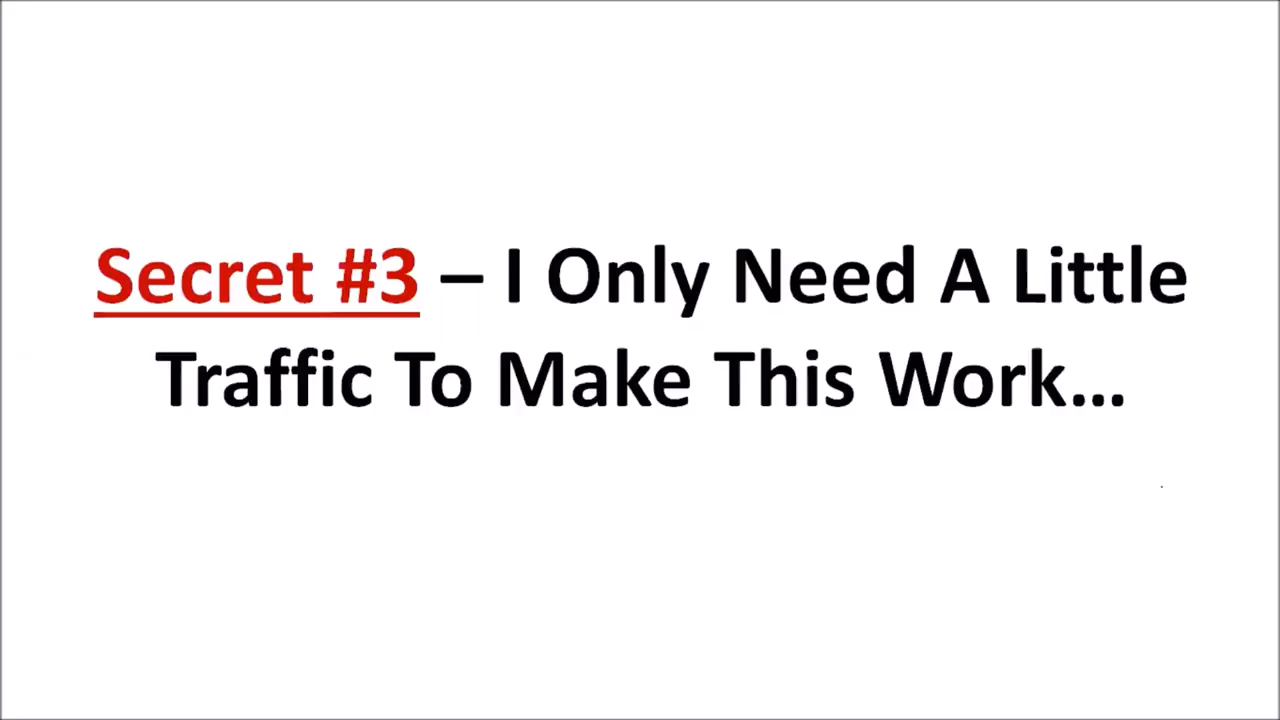 Secret #3 – I Only Need A Little
Traffic To Make This Work...